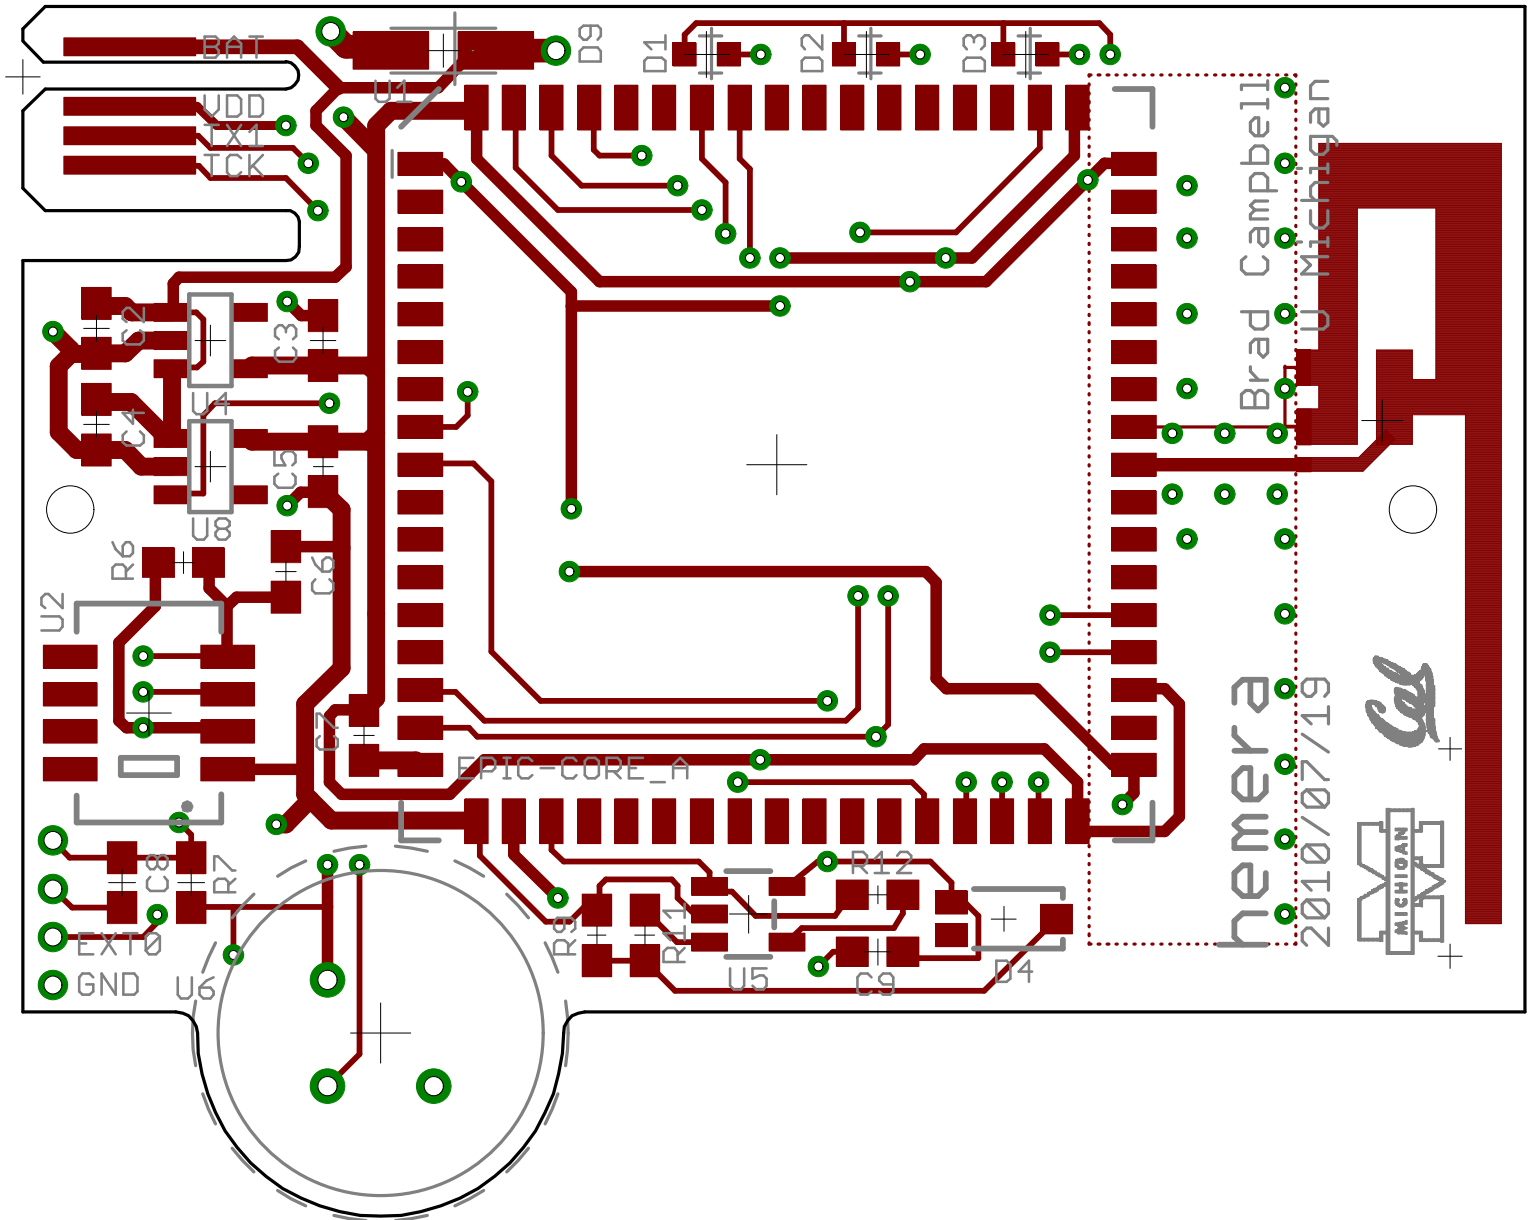 BAT
D9
D1
D2
D3
VDD
TX1
TCK
U1
Brad Campbell
U Michigan
C2
C3
U4
C4
C5
U8
R6
C6
U2
C7
EPIC-CORE_A
Cal
hemera
2010/07/19
MICHIGAN
C8
R7
R12
EXT0
R9
R11
U5
C9
D4
GND
U6